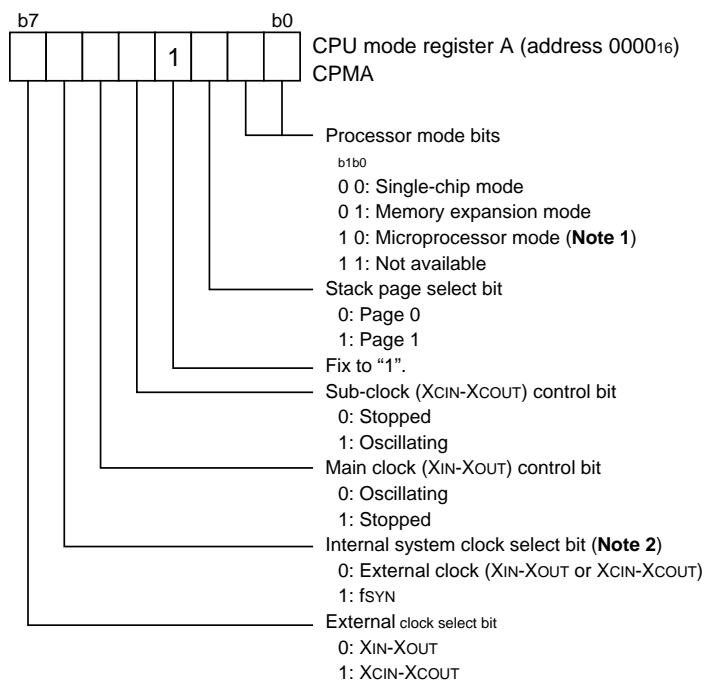 b7 b0
1
CPU mode register A (address 0000₁₆)
CPMA
Processor mode bits
b1b0
0 0: Single-chip mode
0 1: Memory expansion mode
1 0: Microprocessor mode (Note 1)
1 1: Not available
Stack page select bit
0: Page 0
1: Page 1
Fix to “1”.
Sub-clock (XCIN-XCOUT) control bit
0: Stopped
1: Oscillating
Main clock (XIN-XOUT) control bit
0: Oscillating
1: Stopped
Internal system clock select bit (Note 2)
0: External clock (XIN-XOUT or XCIN-XCOUT)
1: fSYN
External clock select bit
0: XIN-XOUT
1: XCIN-XCOUT